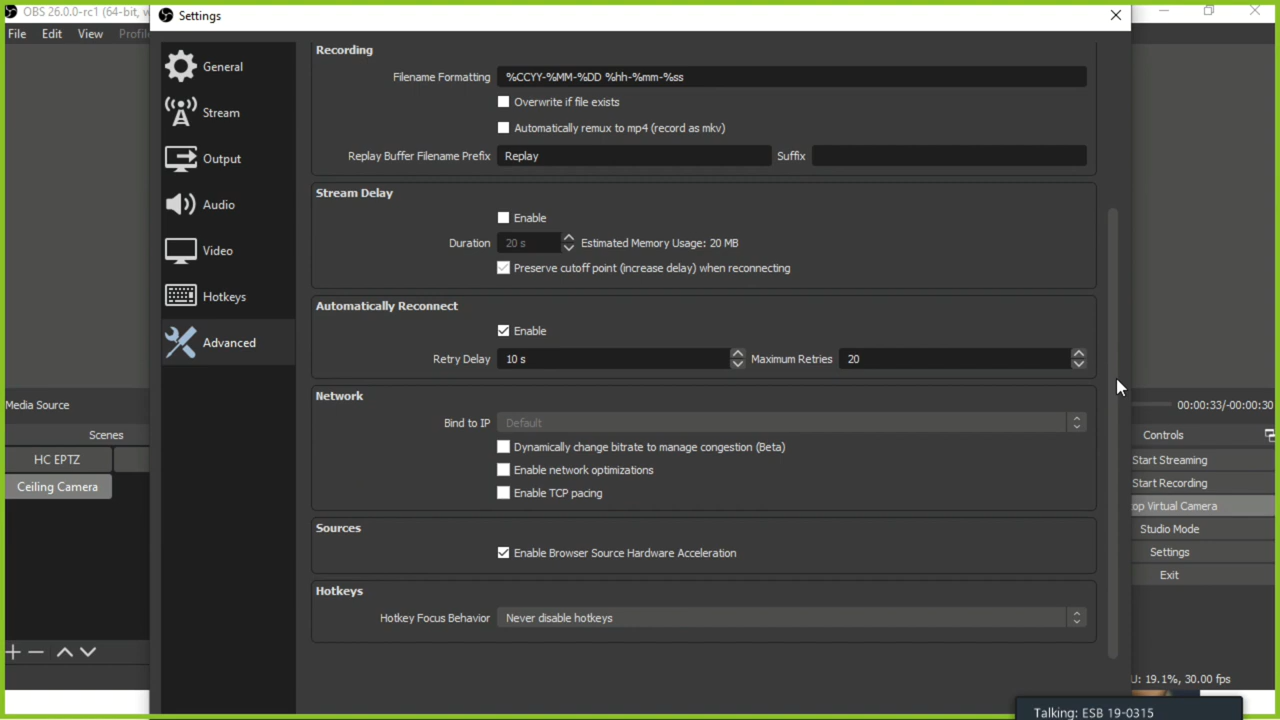 OBS 26.0.0-rc1 (64-bit, w
Settings
File Edit View Profil
General
Stream
Output
Audio
Video
Hotkeys
Advanced
Recording
Filename Formatting %CCYY-%MM-%DD %hh-%mm-%ss
Overwrite if file exists
Automatically remux to mp4 (record as mkv)
Replay Buffer Filename Prefix Replay Suffix
Stream Delay
Enable
Duration 20 s Estimated Memory Usage: 20 MB
Preserve cutoff point (increase delay) when reconnecting
Automatically Reconnect
Enable
Retry Delay 10 s Maximum Retries 20
Network
Bind to IP Default
Dynamically change bitrate to manage congestion (Beta)
Enable network optimizations
Enable TCP pacing
Sources
Enable Browser Source Hardware Acceleration
Hotkeys
Hotkey Focus Behavior Never disable hotkeys
Media Source
Scenes
HC EPTZ
Ceiling Camera
00:00:33/-00:00:30
Controls
Start Streaming
Start Recording
op Virtual Camera
Studio Mode
Settings
Exit
U: 19.1%, 30.00 fps
Talking: ESB 19-0315